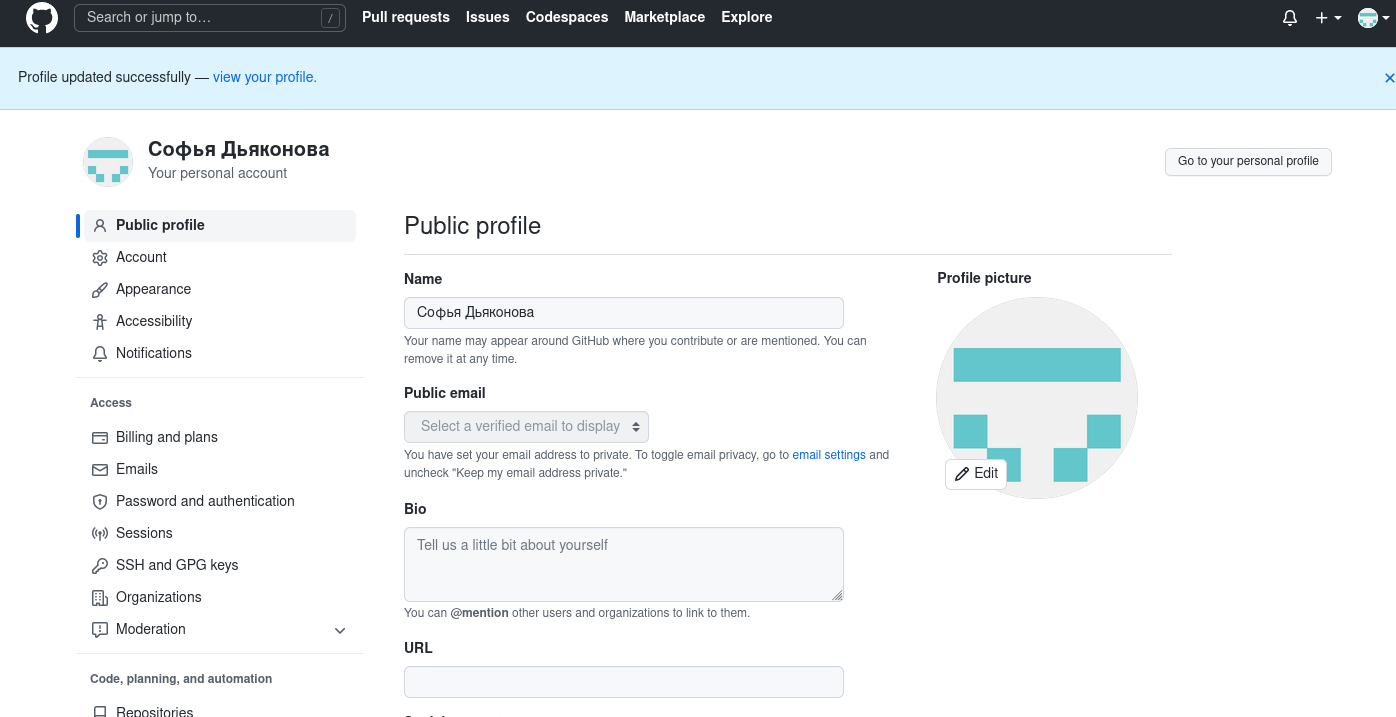 Search or jump to…
/
Pull requests
Issues
Codespaces
Marketplace
Explore
Profile updated successfully — view your profile.
Софья Дьяконова
Your personal account
Go to your personal profile
Public profile
Account
Appearance
Accessibility
Notifications
Access
Billing and plans
Emails
Password and authentication
Sessions
SSH and GPG keys
Organizations
Moderation
Code, planning, and automation
Repositories
Public profile
Name
Софья Дьяконова
Your name may appear around GitHub where you contribute or are mentioned. You can
remove it at any time.
Public email
Select a verified email to display
You have set your email address to private. To toggle email privacy, go to email settings and
uncheck "Keep my email address private."
Bio
Tell us a little bit about yourself
You can @mention other users and organizations to link to them.
URL
Profile picture
Edit